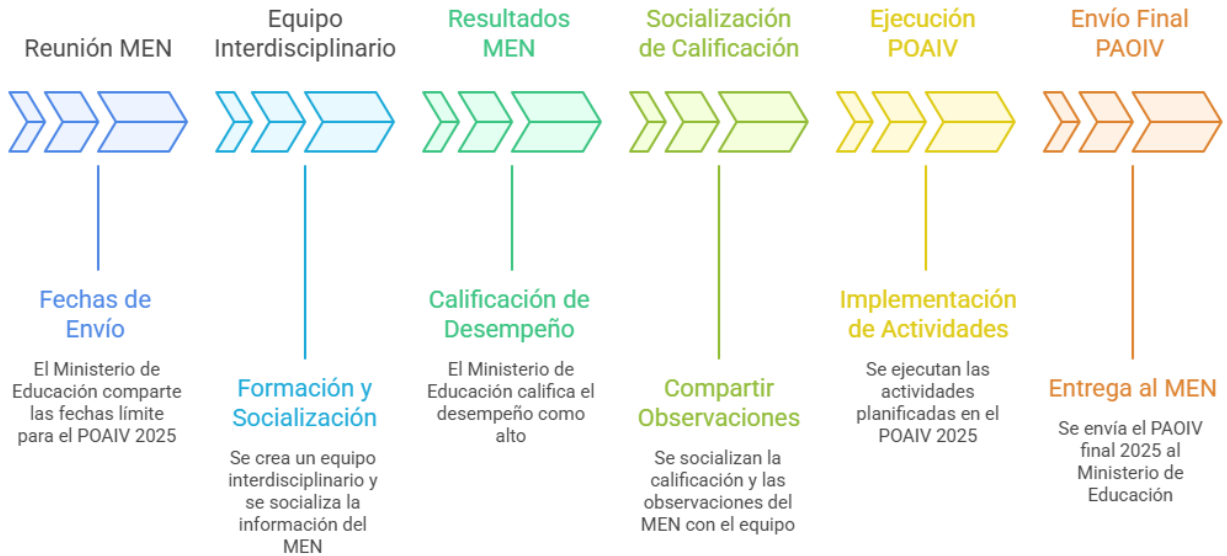 Reunión MEN
Equipo
Interdisciplinario
Resultados
MEN
Socialización
de Calificación
Ejecución
POAIV
Envío Final
PAOIV
Fechas de
Envío
El Ministerio de
Educación comparte
las fechas límite
para el POAIV 2025
Formación y
Socialización
Se crea un equipo
interdisciplinario y
se socializa la
información del
MEN
Calificación de
Desempeño
El Ministerio de
Educación califica el
desempeño como
alto
Compartir
Observaciones
Se socializan la
calificación y las
observaciones del
MEN con el equipo
Implementación
de Actividades
Se ejecutan las
actividades
planificadas en el
POAIV 2025
Entrega al MEN
Se envía el PAOIV
final 2025 al
Ministerio de
Educación